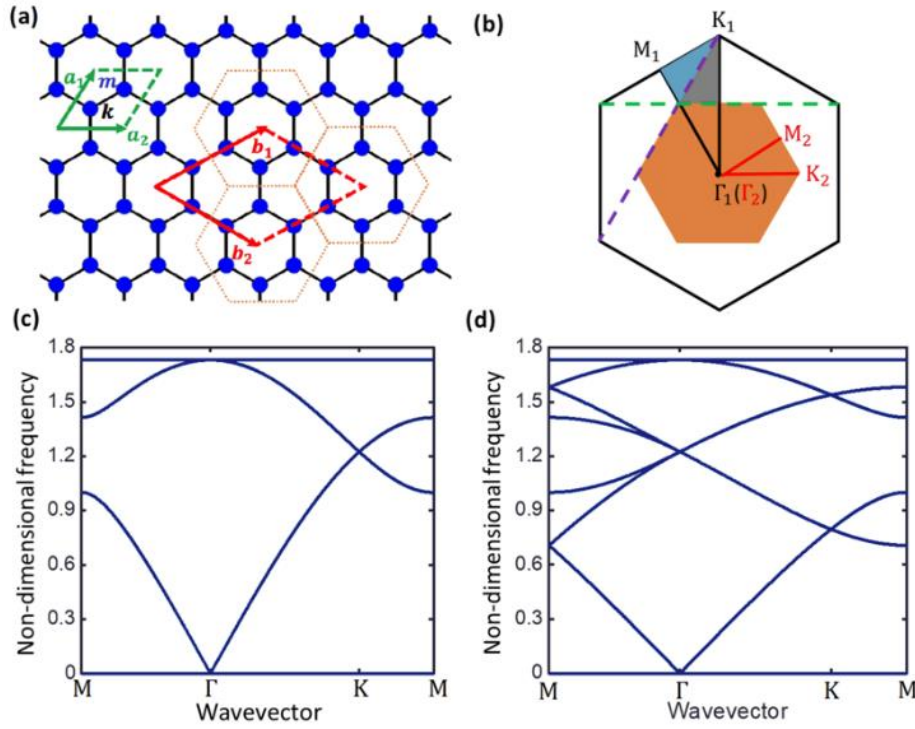 (a)
a₁
m
k
a₂
b₁
b₂
(b)
K₁
M₁
M₂
K₂
Γ₁(Γ₂)
(c)
Non-dimensional frequency
1.8
1.5
1.2
0.9
0.6
0.3
0
M Γ K M
Wavevector
(d)
Non-dimensional frequency
1.8
1.5
1.2
0.9
0.6
0.3
0
M Γ K M
Wavevector